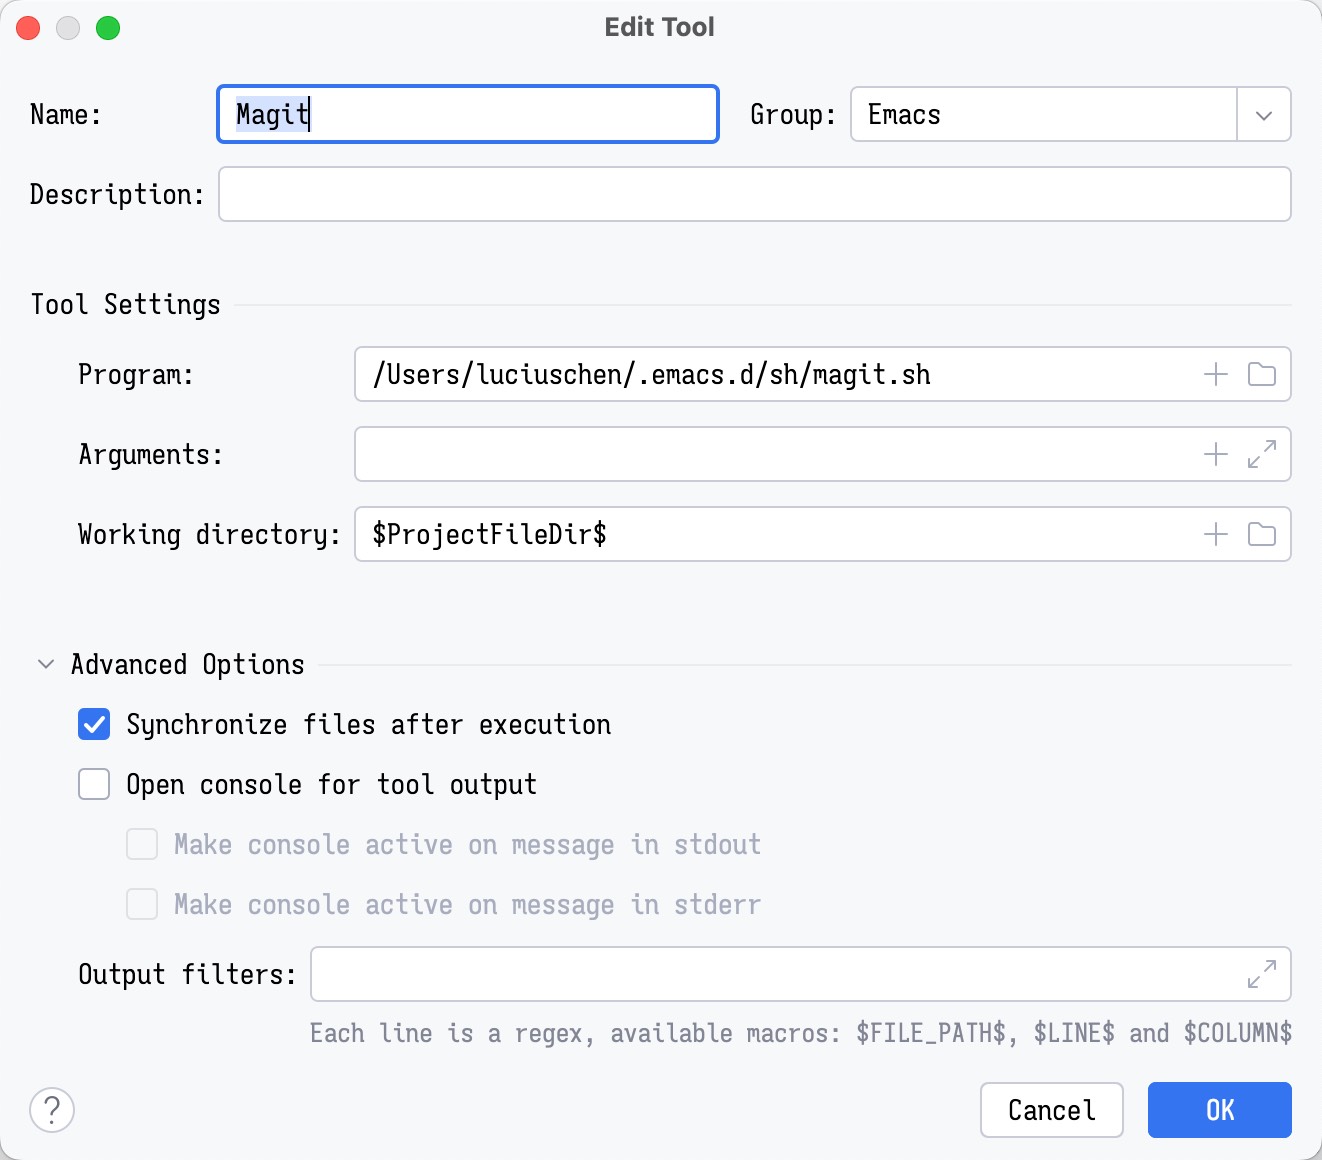 Edit Tool
Name: Magit Group: Emacs
Description:
Tool Settings
Program: /Users/luciuschen/.emacs.d/sh/magit.sh
Arguments:
Working directory: $ProjectFileDir$
Advanced Options
Synchronize files after execution
Open console for tool output
Make console active on message in stdout
Make console active on message in stderr
Output filters:
Each line is a regex, available macros: $FILE_PATH$, $LINE$ and $COLUMN$
? Cancel OK